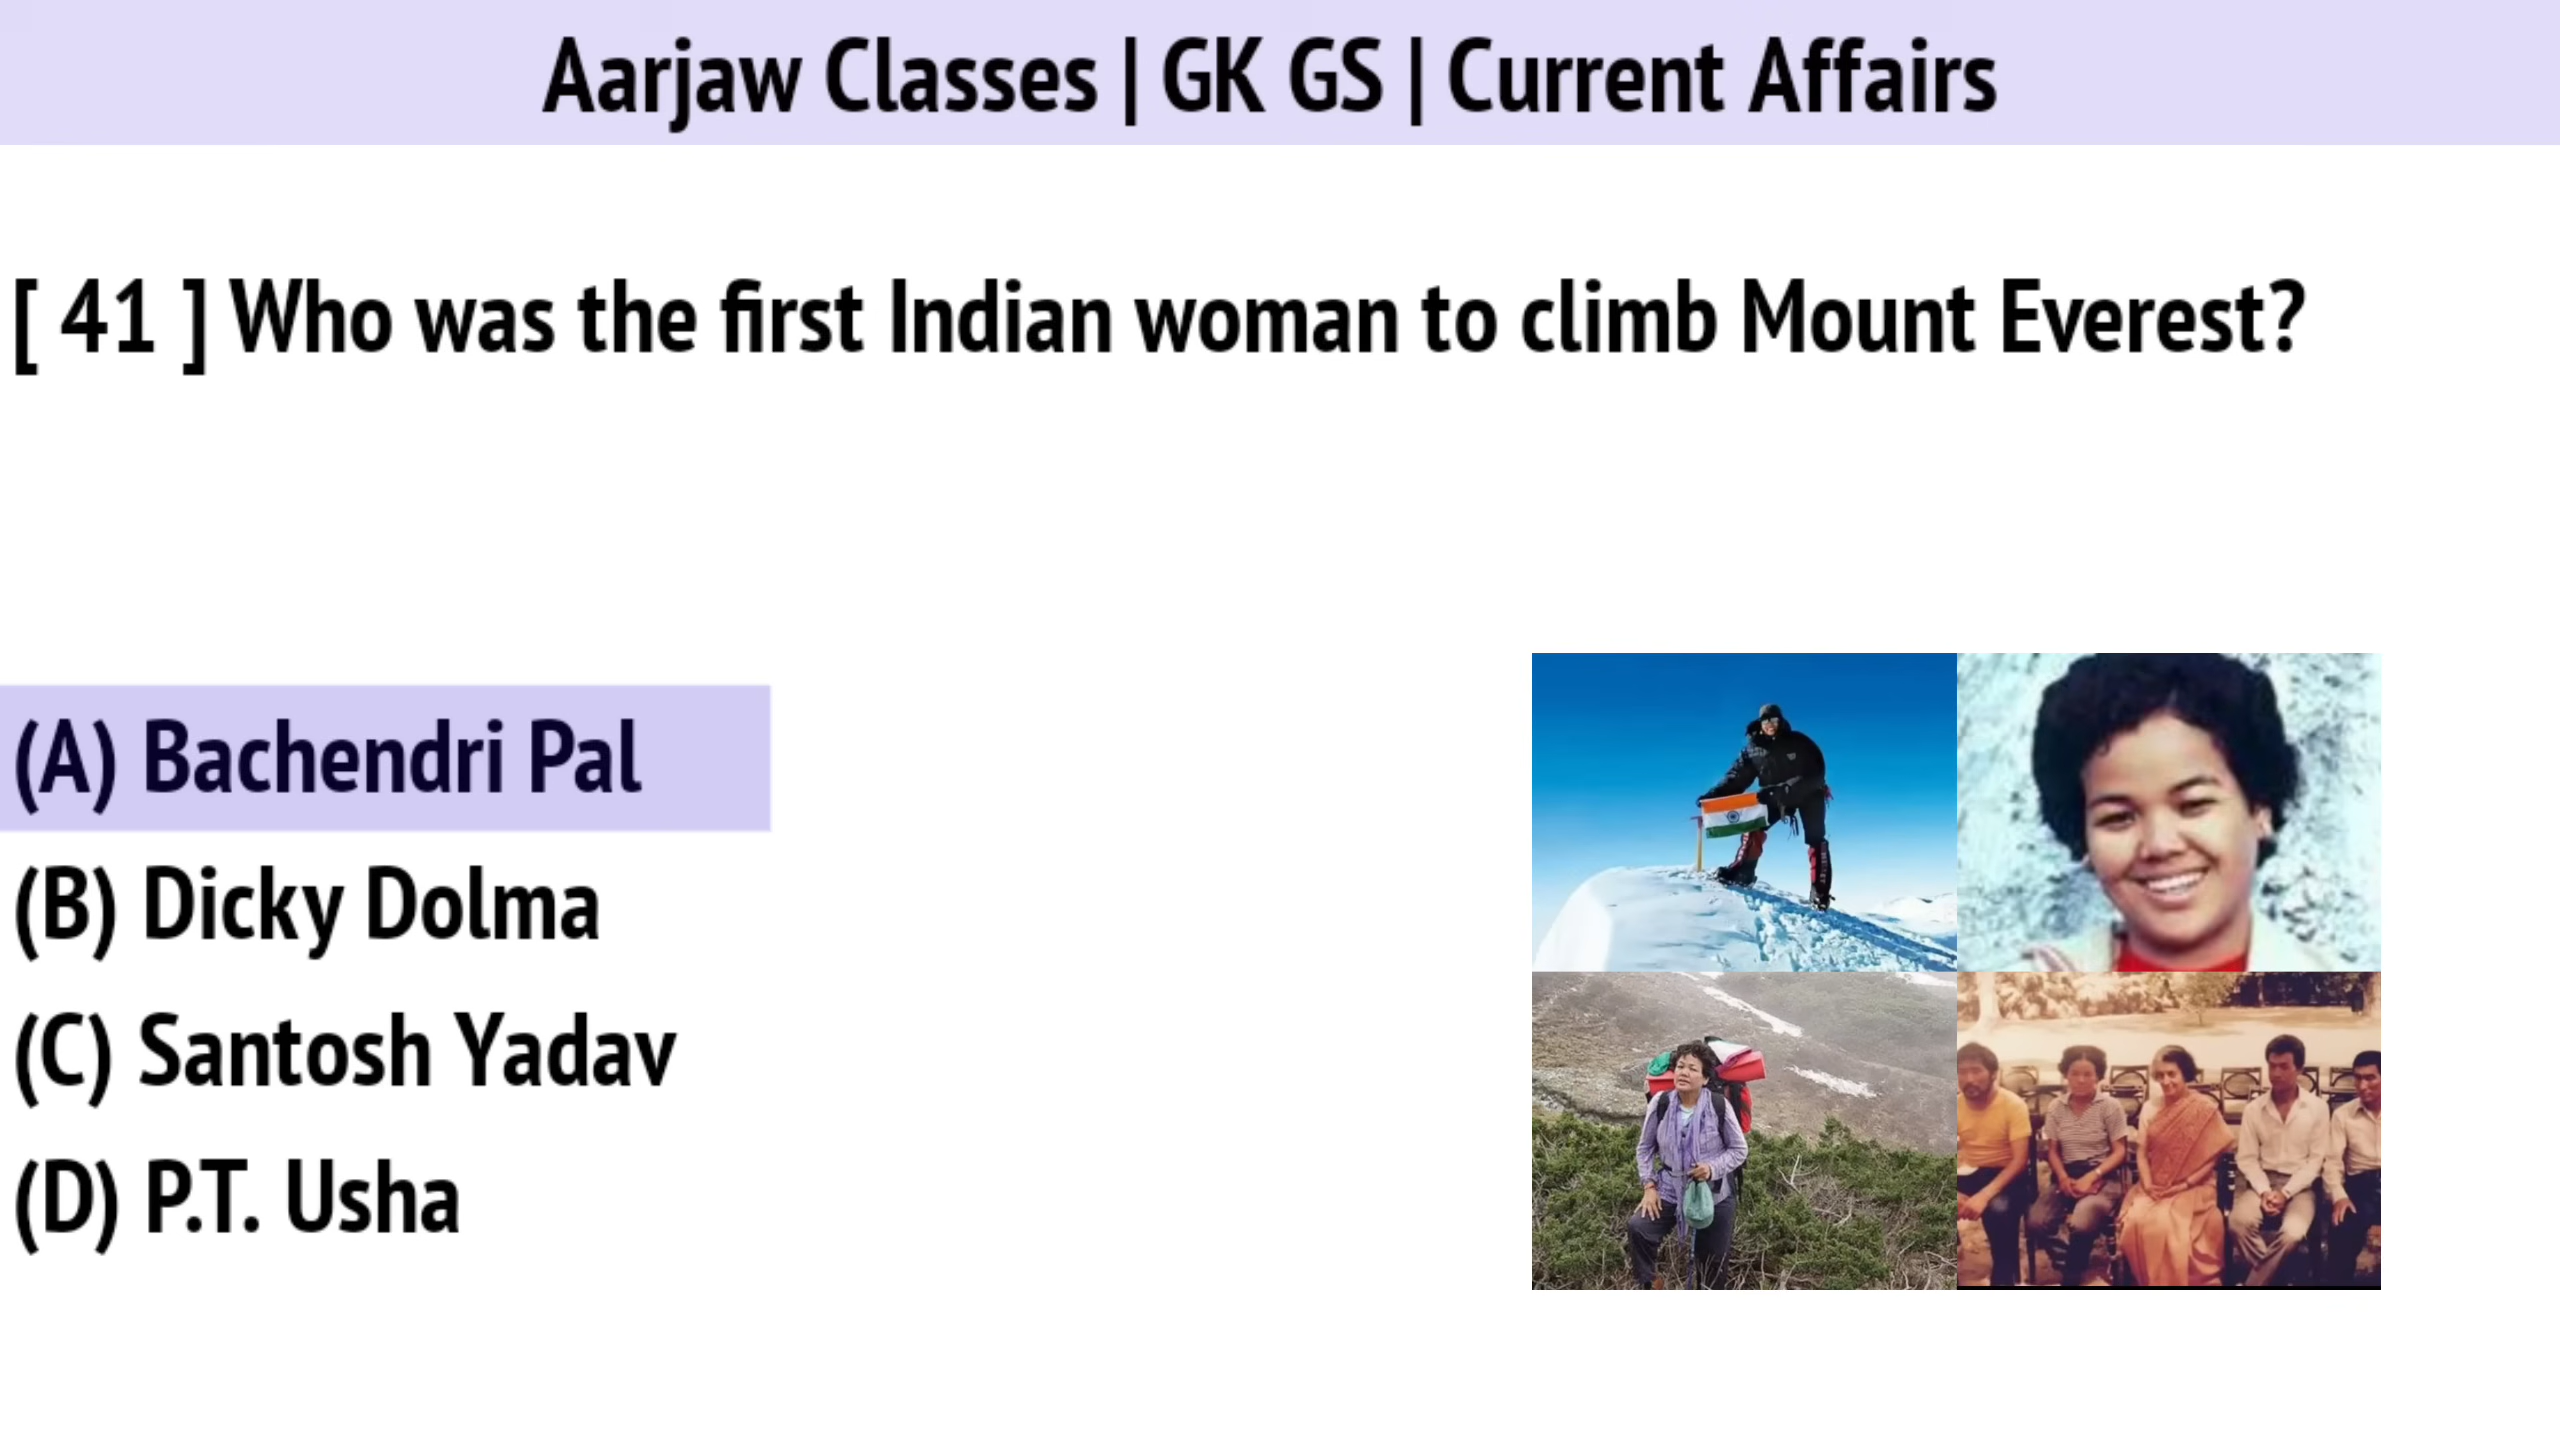 Aarjaw Classes | GK GS | Current Affairs
[ 41 ] Who was the first Indian woman to climb Mount Everest?
(A) Bachendri Pal
(B) Dicky Dolma
(C) Santosh Yadav
(D) P.T. Usha